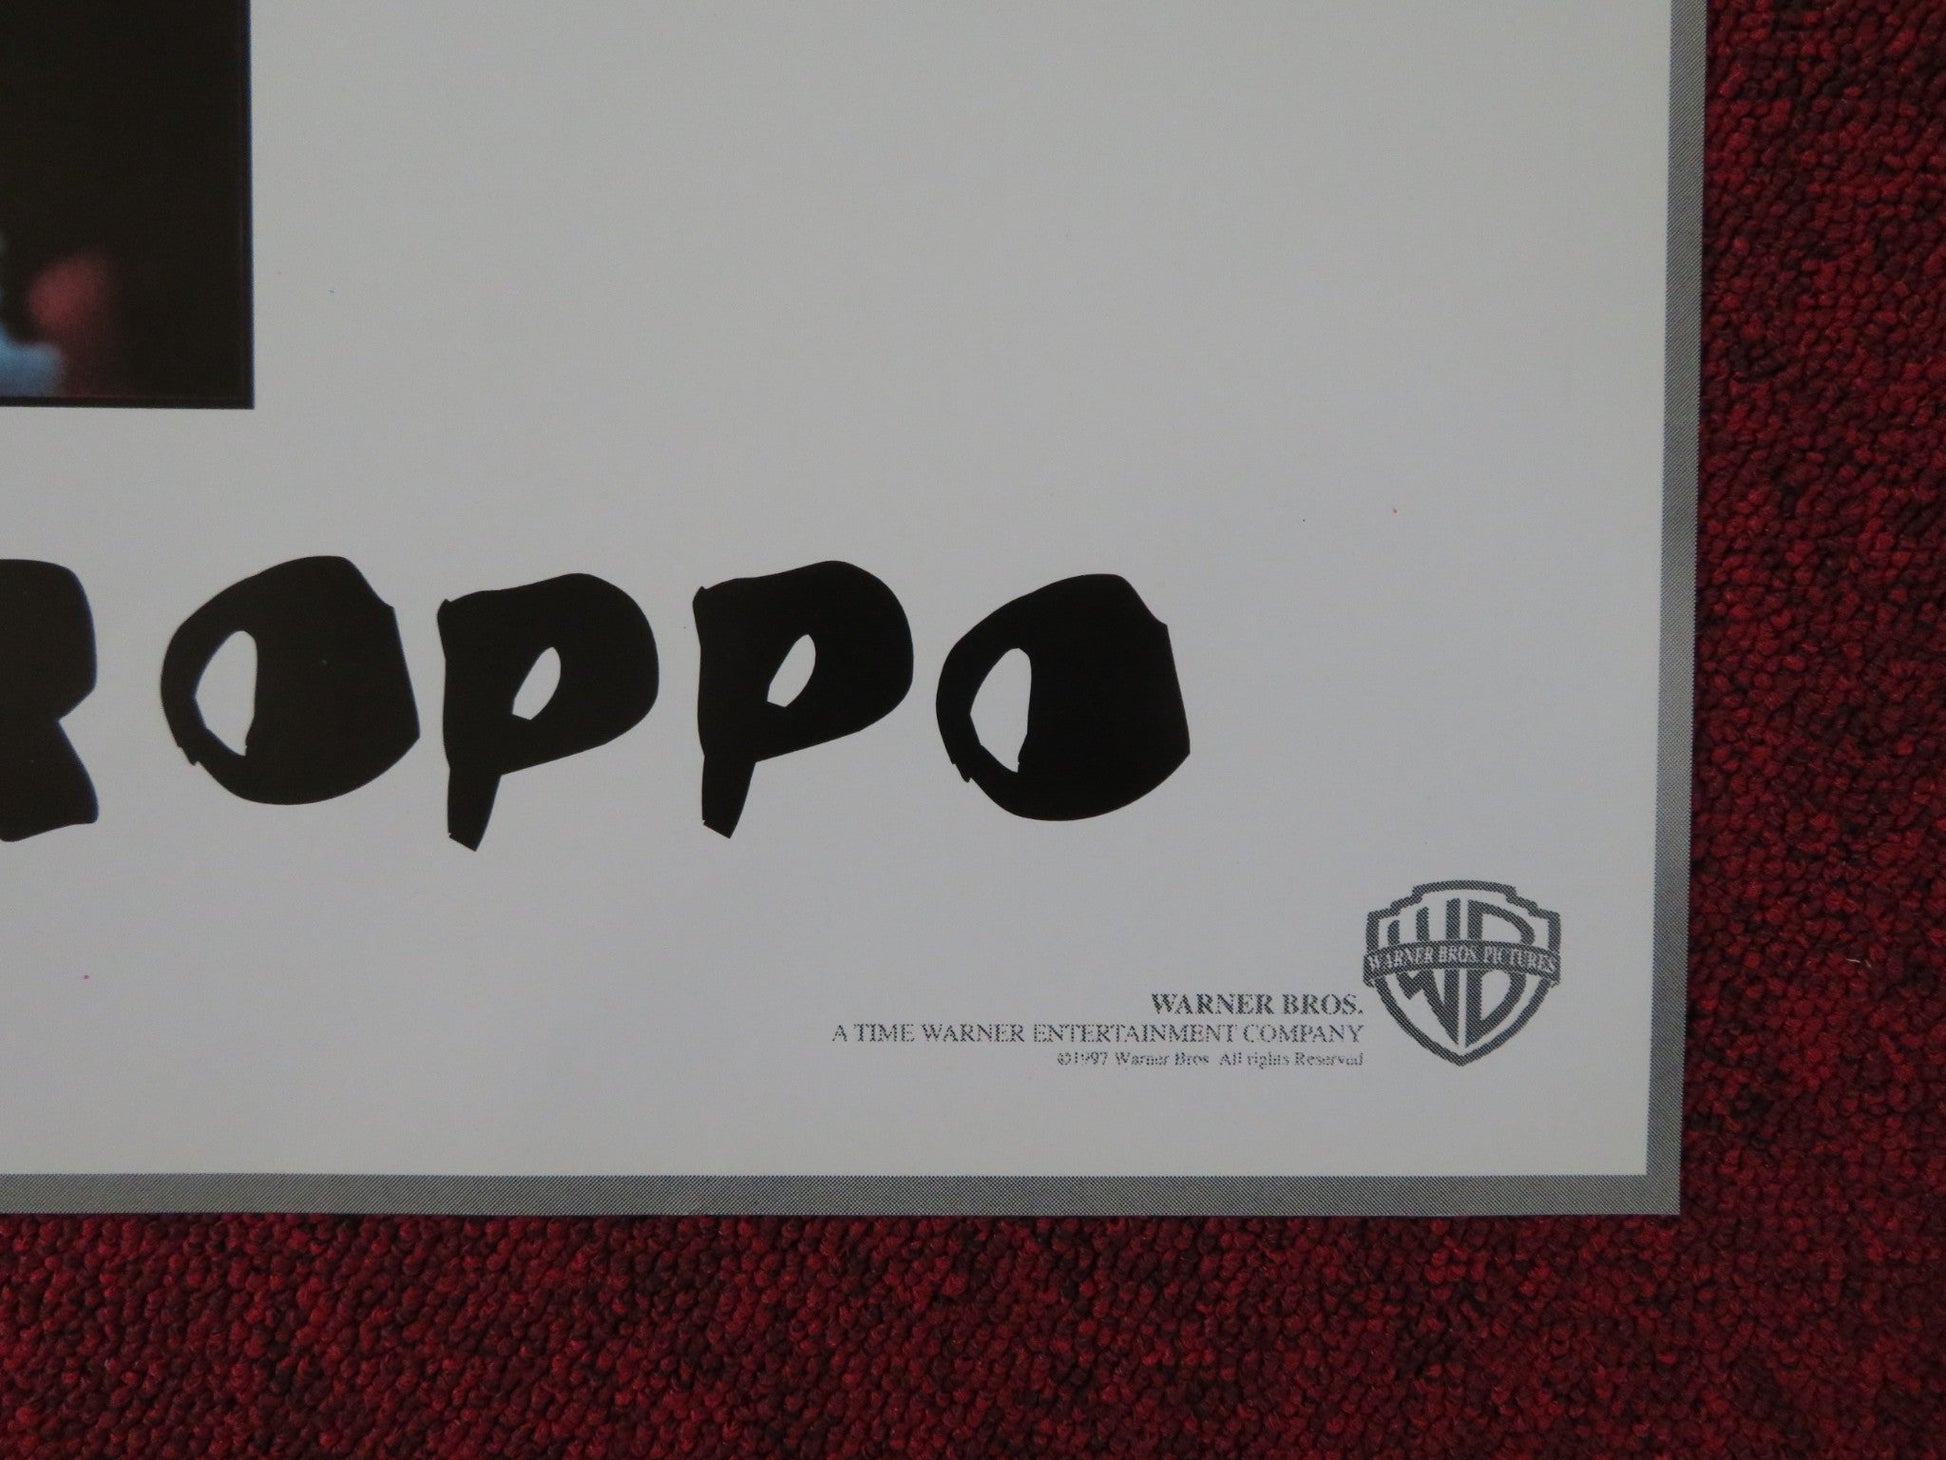 ROPPO
WARNER BROS. PICTURES
WARNER BROS.
A TIME WARNER ENTERTAINMENT COMPANY
©1997 Warner Bros. All rights Reserved